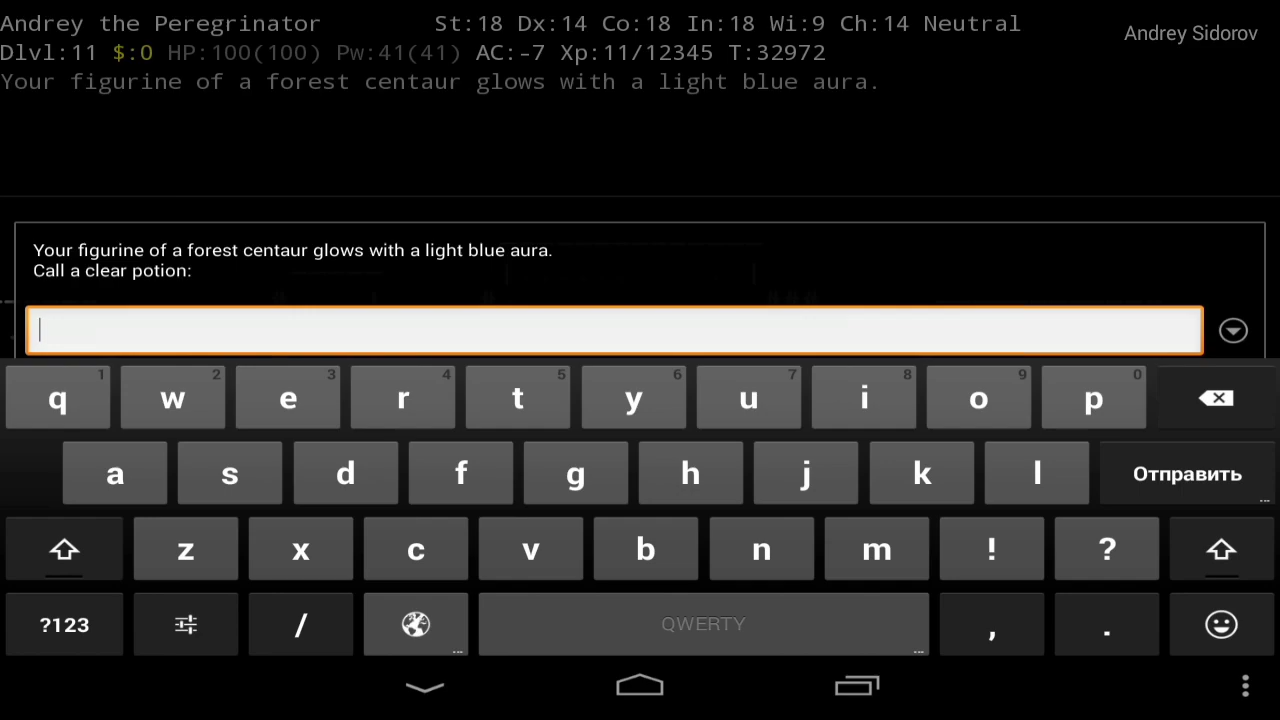 Andrey the Peregrinator St:18 Dx:14 Co:18 In:18 Wi:9 Ch:14 Neutral
Andrey Sidorov
Dlvl:11 $:0 HP:100(100) Pw:41(41) AC:-7 Xp:11/12345 T:32972
Your figurine of a forest centaur glows with a light blue aura.
Your figurine of a forest centaur glows with a light blue aura.
Call a clear potion:
q 1 w 2 e 3 r 4 t 5 y 6 u 7 i 8 o 9 p 0
a s d f g h j k l Отправить ...
z x c v b n m ! ?
?123 / ... QWERTY ... , .